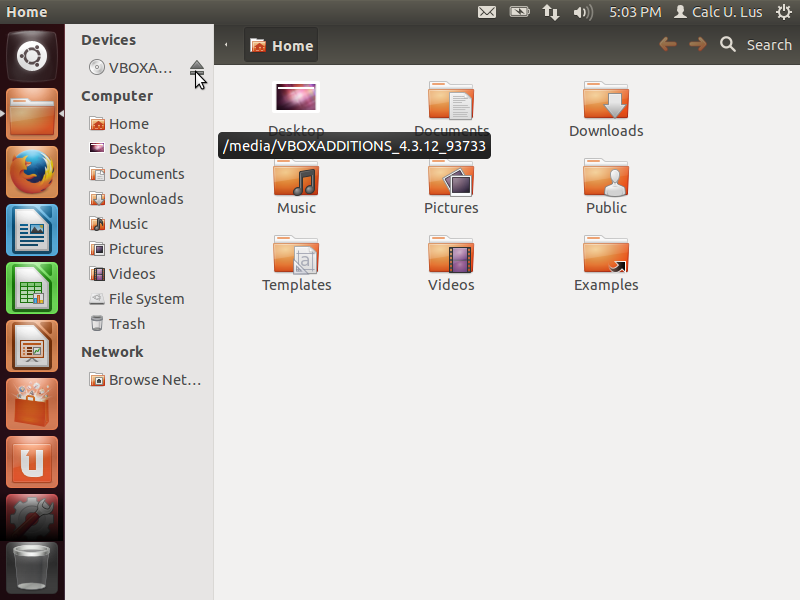 Home
5:03 PM
Calc U. Lus
Devices
VBOXA...
Computer
Home
Desktop
Documents
Downloads
Music
Pictures
Videos
File System
Trash
Network
Browse Net...
Home
Search
Desktop
Documents
Downloads
/media/VBOXADDITIONS_4.3.12_93733
Music
Pictures
Public
Templates
Videos
Examples